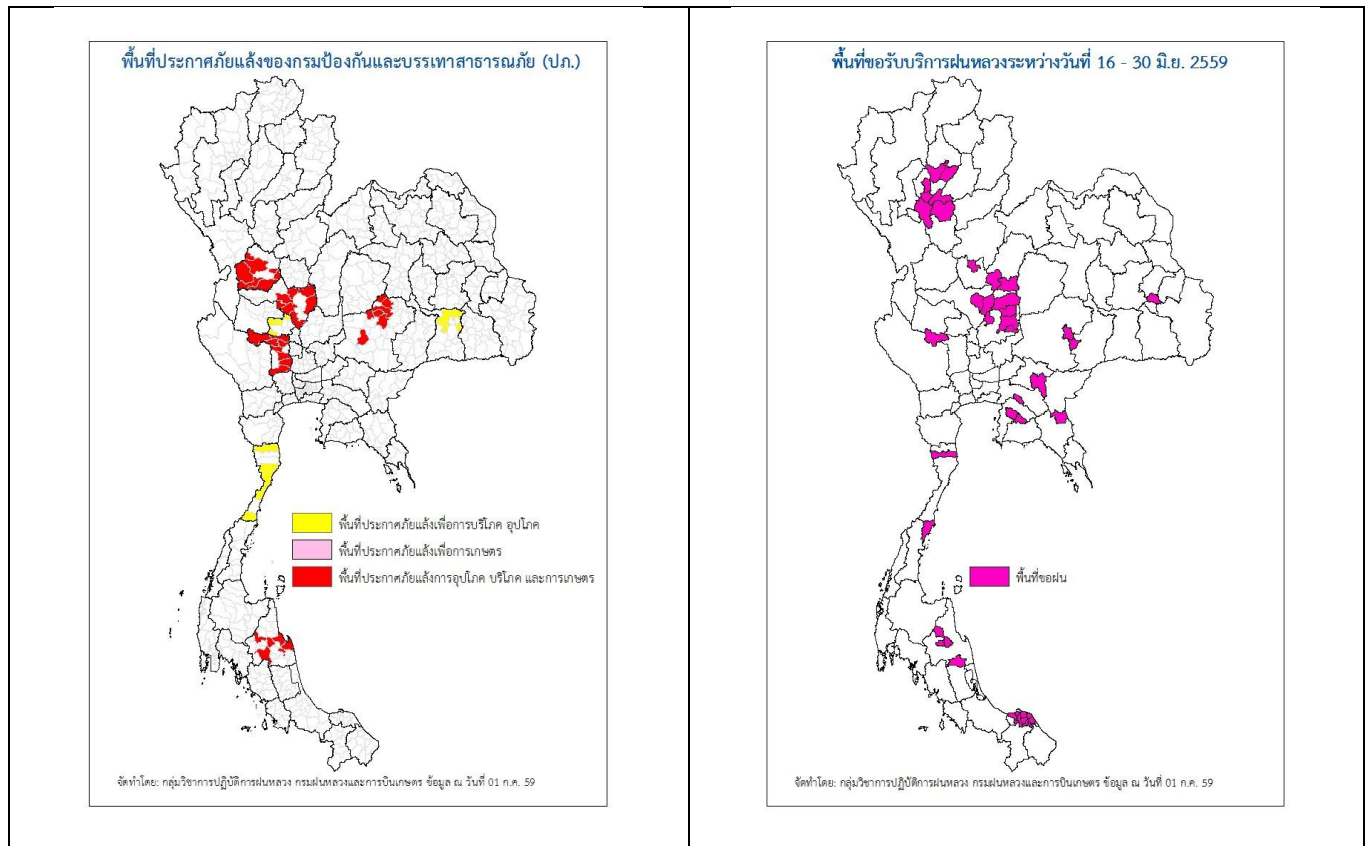 พื้นที่ประกาศภัยแล้งของกรมป้องกันและบรรเทาสาธารณภัย (ปภ.)
พื้นที่ประกาศภัยแล้งเพื่อการบริโภค อุปโภค
พื้นที่ประกาศภัยแล้งเพื่อการเกษตร
พื้นที่ประกาศภัยแล้งการอุปโภค บริโภค และการเกษตร
จัดทำโดย: กลุ่มวิชาการปฏิบัติการฝนหลวง กรมฝนหลวงและการบินเกษตร ข้อมูล ณ วันที่ 01 ก.ค. 59
พื้นที่ขอรับบริการฝนหลวงระหว่างวันที่ 16 - 30 มิ.ย. 2559
พื้นที่ขอฝน
จัดทำโดย: กลุ่มวิชาการปฏิบัติการฝนหลวง กรมฝนหลวงและการบินเกษตร ข้อมูล ณ วันที่ 01 ก.ค. 59